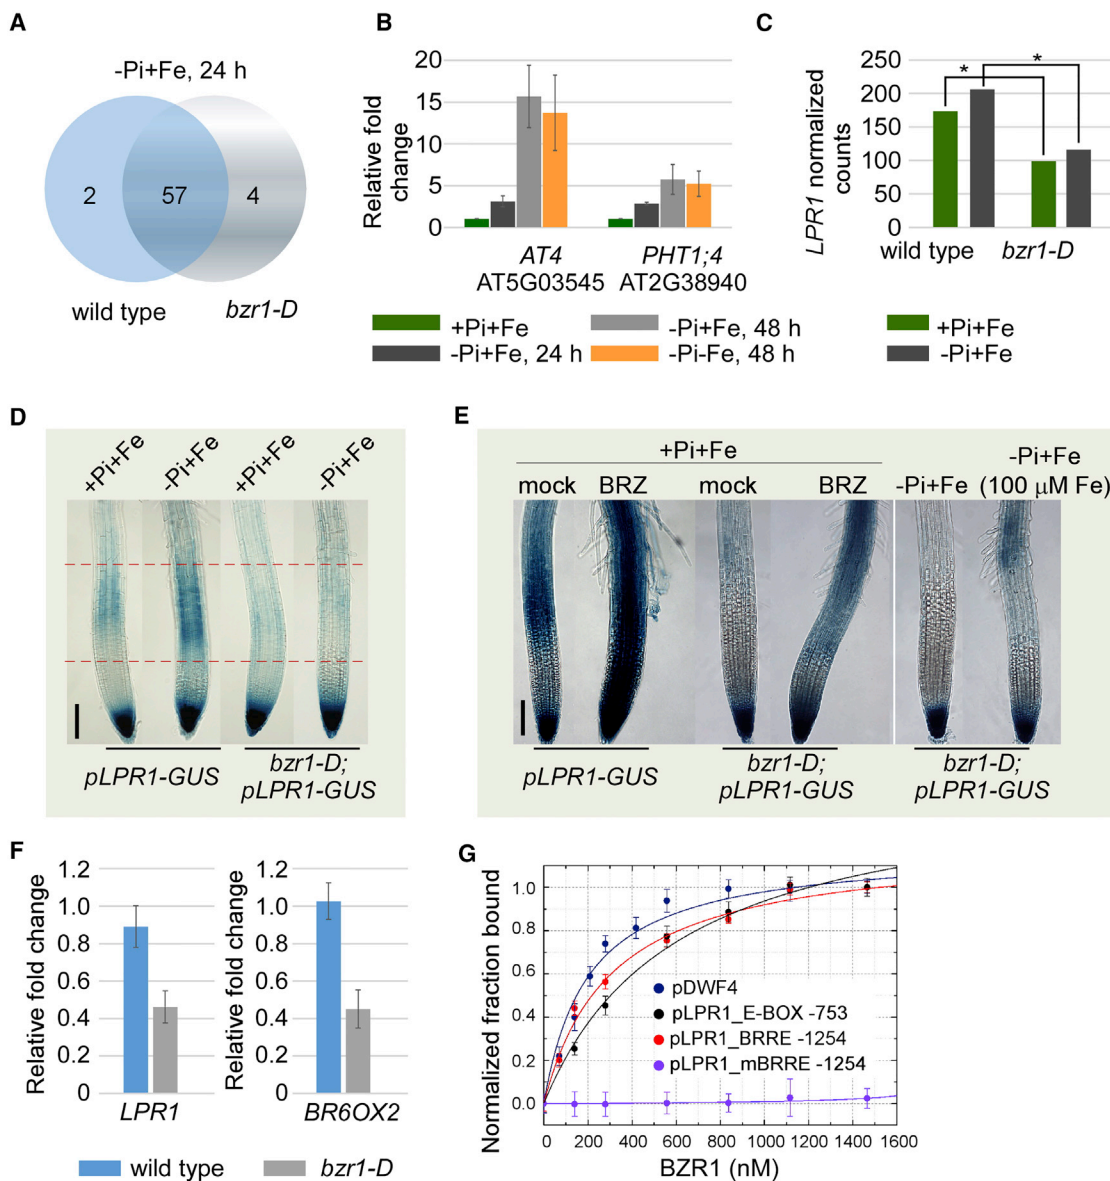 A
-Pi+Fe, 24 h
2
57
4
wild type
bzr1-D
B
Relative fold
change
20
15
10
5
0
AT4
AT5G03545
PHT1;4
AT2G38940
+Pi+Fe
-Pi+Fe, 24 h
-Pi+Fe, 48 h
-Pi-Fe, 48 h
C
LPR1 normalized
counts
250
200
150
100
50
0
*
*
wild type
bzr1-D
+Pi+Fe
-Pi+Fe
D
+Pi+Fe
-Pi+Fe
+Pi+Fe
-Pi+Fe
pLPR1-GUS
bzr1-D;
pLPR1-GUS
E
+Pi+Fe
mock
BRZ
mock
BRZ
-Pi+Fe
-Pi+Fe
(100 μM Fe)
pLPR1-GUS
bzr1-D;
pLPR1-GUS
bzr1-D;
pLPR1-GUS
F
Relative fold change
1.2
1.0
0.8
0.6
0.4
0.2
0
LPR1
Relative fold change
1.2
1.0
0.8
0.6
0.4
0.2
0
BR6OX2
wild type
bzr1-D
G
Normalized fraction bound
1.0
0.8
0.6
0.4
0.2
0.0
pDWF4
pLPR1_E-BOX -753
pLPR1_BRRE -1254
pLPR1_mBRRE -1254
0 200 400 600 800 1000 1200 1400 1600
BZR1 (nM)